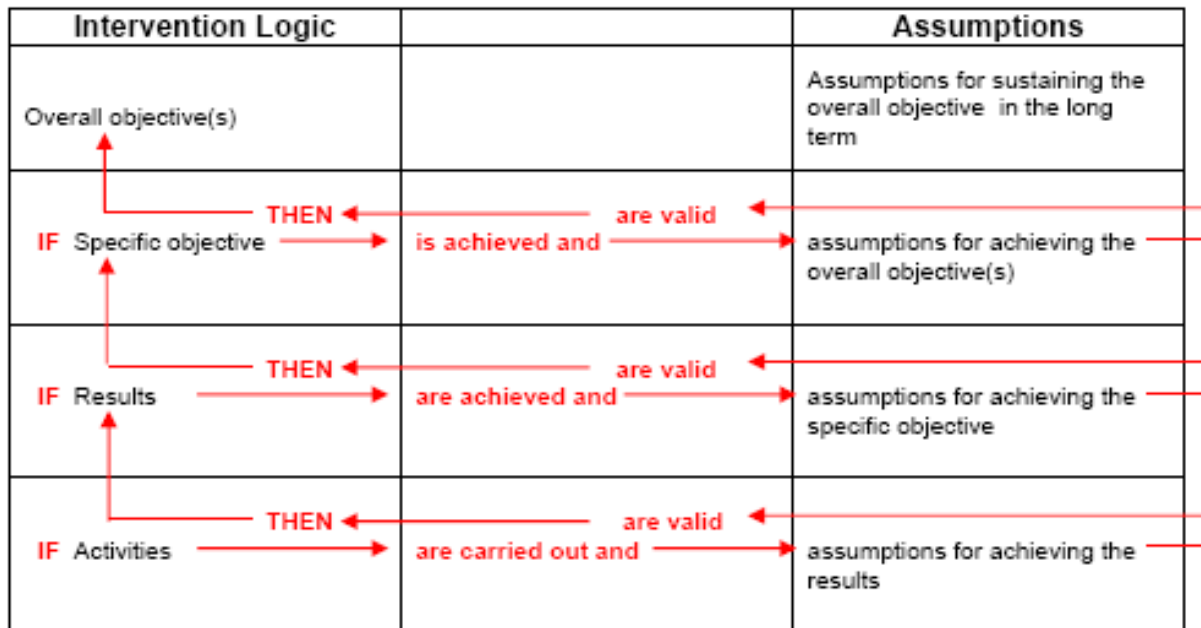 Intervention Logic
Assumptions
Overall objective(s)
Assumptions for sustaining the
overall objective in the long
term
THEN are valid
IF Specific objective is achieved and assumptions for achieving the
overall objective(s)
THEN are valid
IF Results are achieved and assumptions for achieving the
specific objective
THEN are valid
IF Activities are carried out and assumptions for achieving the
results